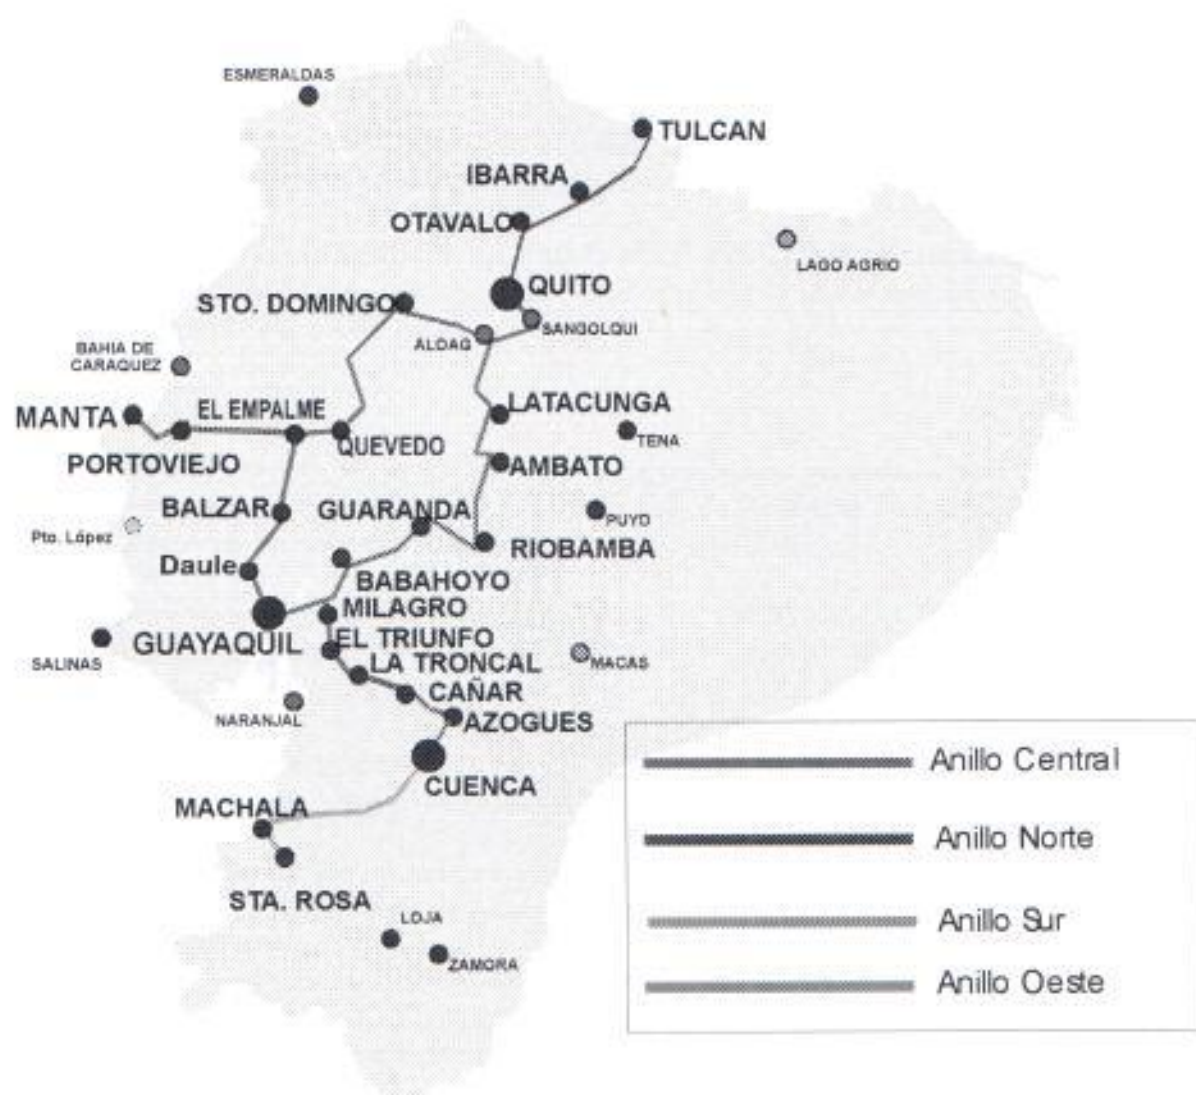 ESMERALDAS
TULCAN
IBARRA
OTAVALO
LAGO AGRIO
QUITO
STO. DOMINGO
SANGOLQUI
ALOAG
BAHIA DE
CARAQUEZ
LATACUNGA
MANTA
EL EMPALME
QUEVEDO
TENA
PORTOVIEJO
AMBATO
BALZAR
GUARANDA
PUYO
Pto. López
RIOBAMBA
Daule
BABAHOYO
MILAGRO
GUAYAQUIL
EL TRIUNFO
SALINAS
LA TRONCAL
MACAS
CAÑAR
NARANJAL
AZOGUES
CUENCA
MACHALA
STA. ROSA
LOJA
ZAMORA
Anillo Central
Anillo Norte
Anillo Sur
Anillo Oeste